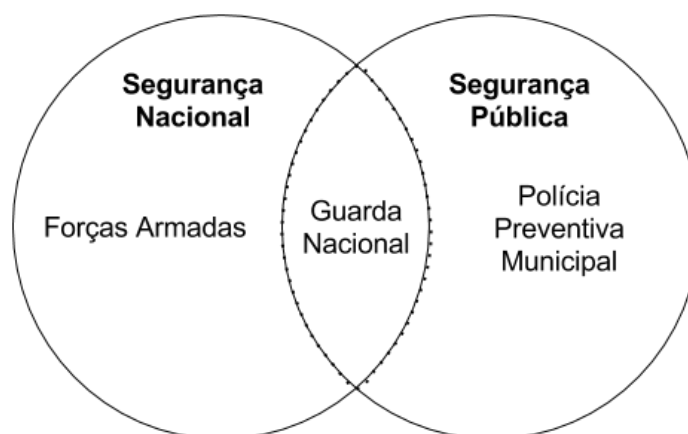 Segurança
Nacional
Segurança
Pública
Forças Armadas
Guarda
Nacional
Polícia
Preventiva
Municipal